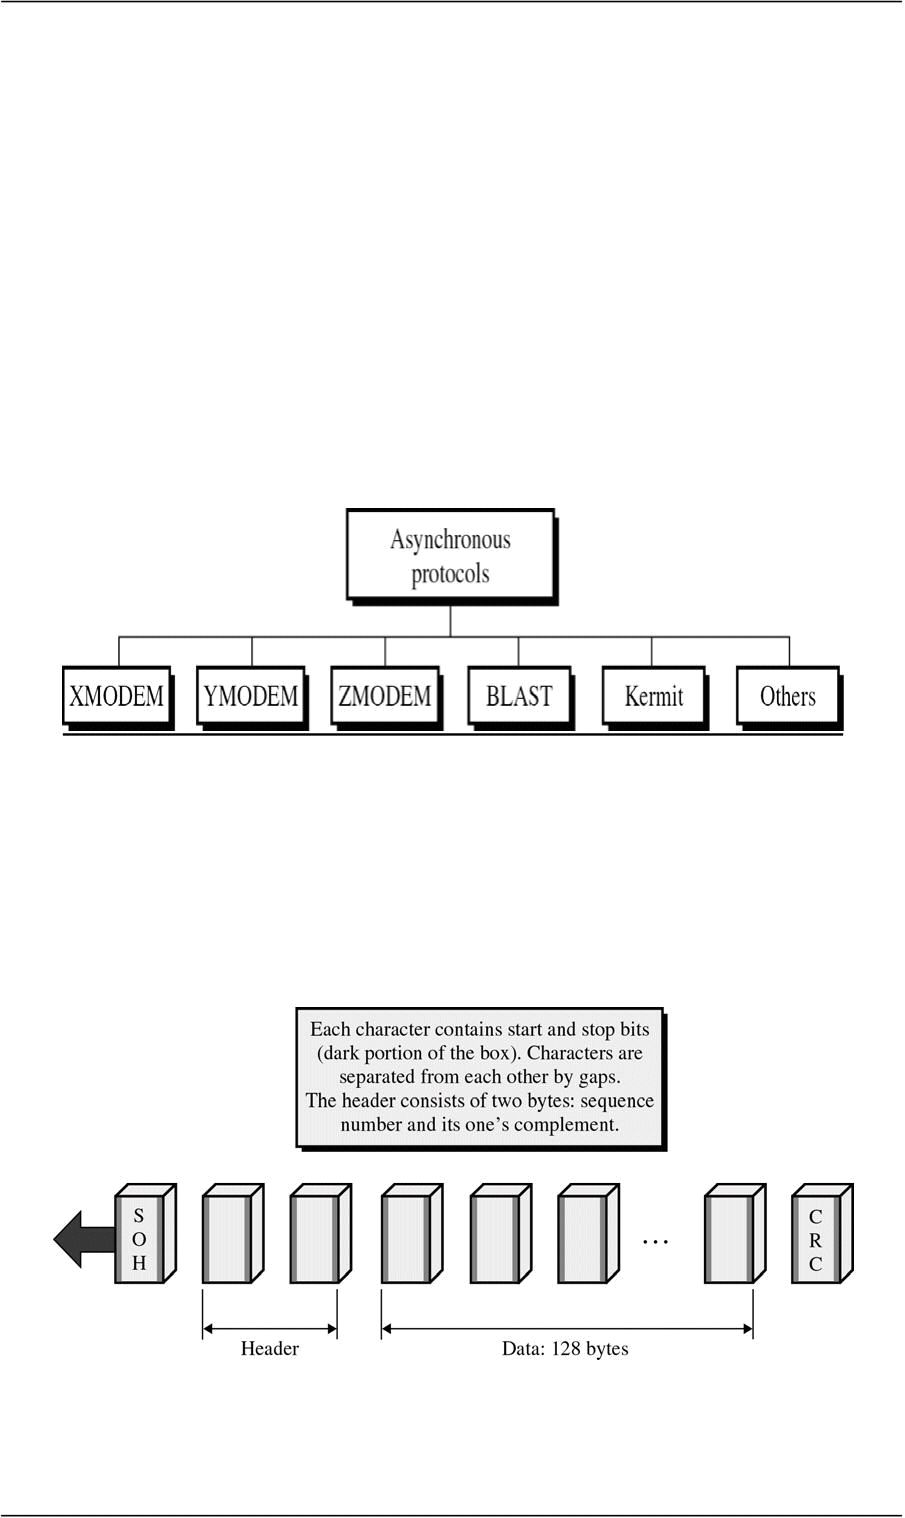 Asynchronous
protocols
XMODEM YMODEM ZMODEM BLAST Kermit Others
Each character contains start and stop bits
(dark portion of the box). Characters are
separated from each other by gaps.
The header consists of two bytes: sequence
number and its one’s complement.
S
O
H
...
C
R
C
Header
Data: 128 bytes